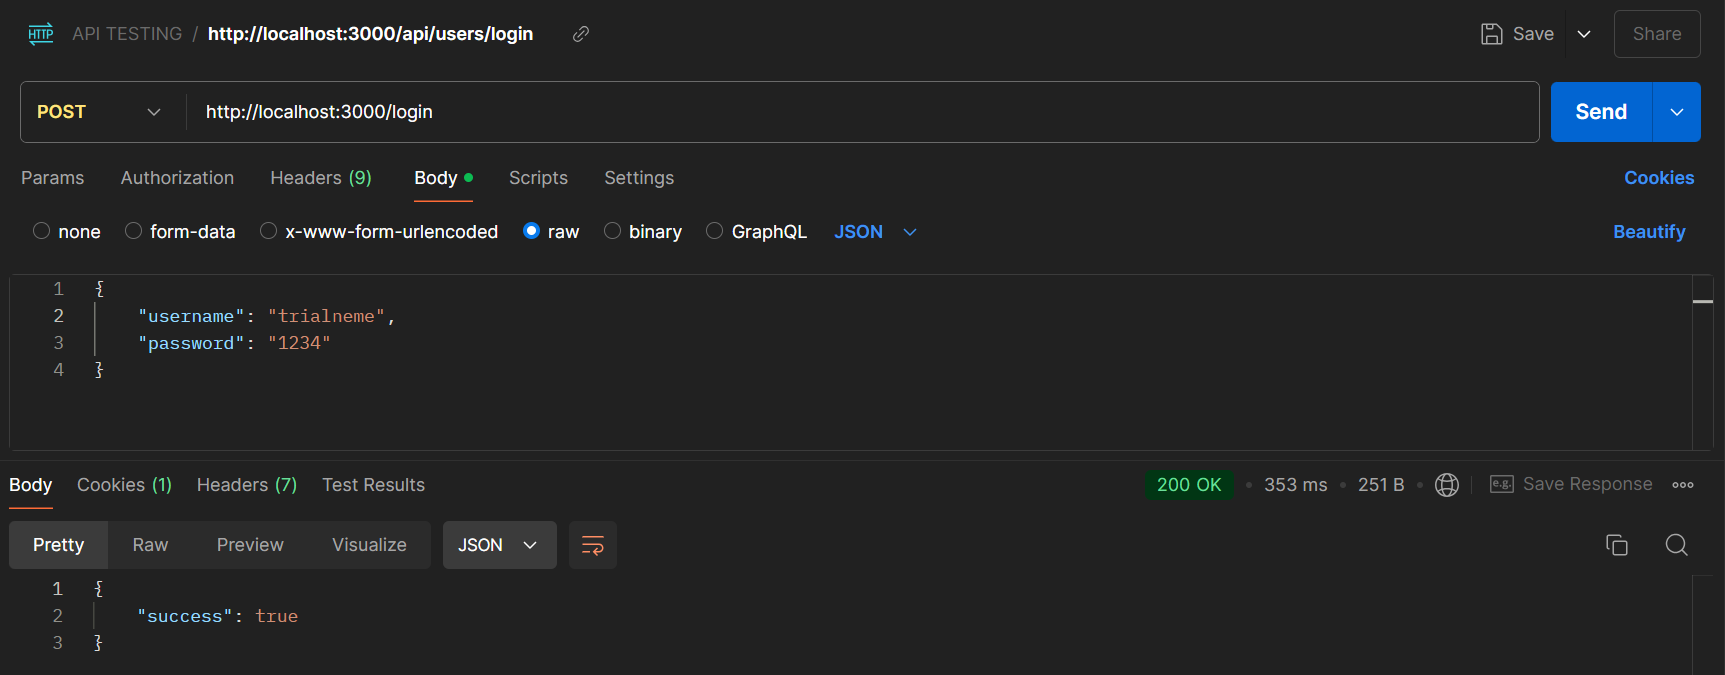 HTTP API TESTING / http://localhost:3000/api/users/login Save Share
POST http://localhost:3000/login Send
Params Authorization Headers (9) Body Scripts Settings Cookies
none form-data x-www-form-urlencoded raw binary GraphQL JSON Beautify
1 {
2 "username": "trialneme",
3 "password": "1234"
4 }
Body Cookies (1) Headers (7) Test Results 200 OK • 353 ms • 251 B • e.g. Save Response
Pretty Raw Preview Visualize JSON
1 {
2 "success": true
3 }